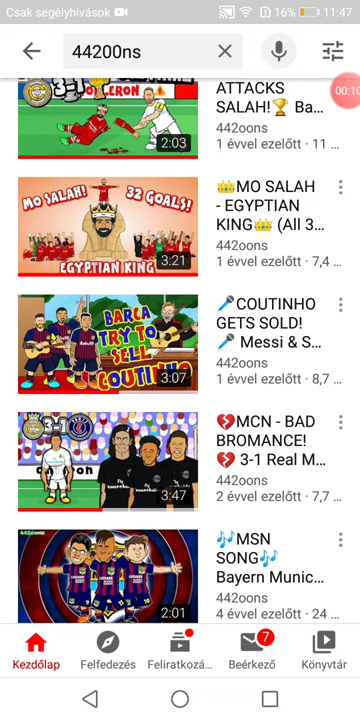 Csak segélyhívások
16% 11:47
44200ns
00:10
3-1
ATTACKS
SALAH!🏆 Ba...
442oons
1 évvel ezelőtt · 11 ...
2:03
MO SALAH!
32 GOALS!
EGYPTIAN KING
3:21
👑MO SALAH
- EGYPTIAN
KING👑 (All 3...
442oons
1 évvel ezelőtt · 7,4 ...
BARCA
TRY TO
SELL
COUTINHO
3:07
🎤COUTINHO
GETS SOLD!
🎤 Messi & S...
442oons
1 évvel ezelőtt · 8,7 ...
3-1
3:47
💔MCN - BAD
BROMANCE!
💔 3-1 Real M...
442oons
2 évvel ezelőtt · 7,7 ...
442oons
2:01
🎶MSN
SONG🎶
Bayern Munic...
442oons
4 évvel ezelőtt · 24 ...
Kezdőlap
Felfedezés
Feliratkozá...
7
Beérkező
Könyvtár